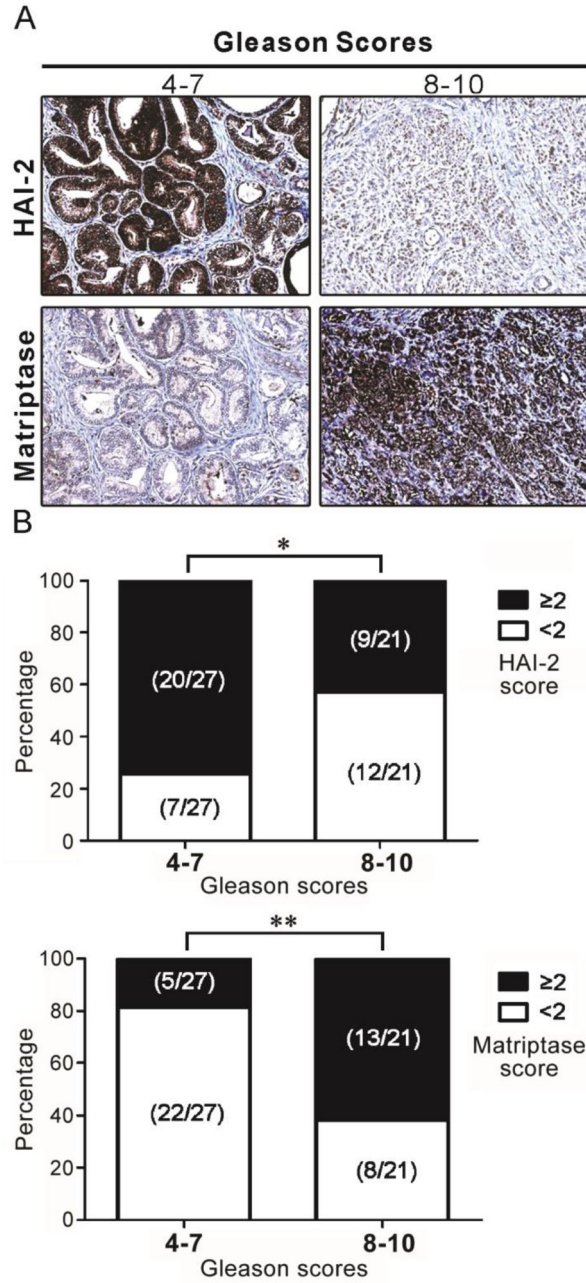 A
Gleason Scores
4-7 8-10
HAI-2
Matriptase
B
*
100
80
60
40
20
0
Percentage
(20/27)
(7/27)
(9/21)
(12/21)
4-7 8-10
Gleason scores
≥2
<2
HAI-2
score
**
100
80
60
40
20
0
Percentage
(5/27)
(22/27)
(13/21)
(8/21)
4-7 8-10
Gleason scores
≥2
<2
Matriptase
score